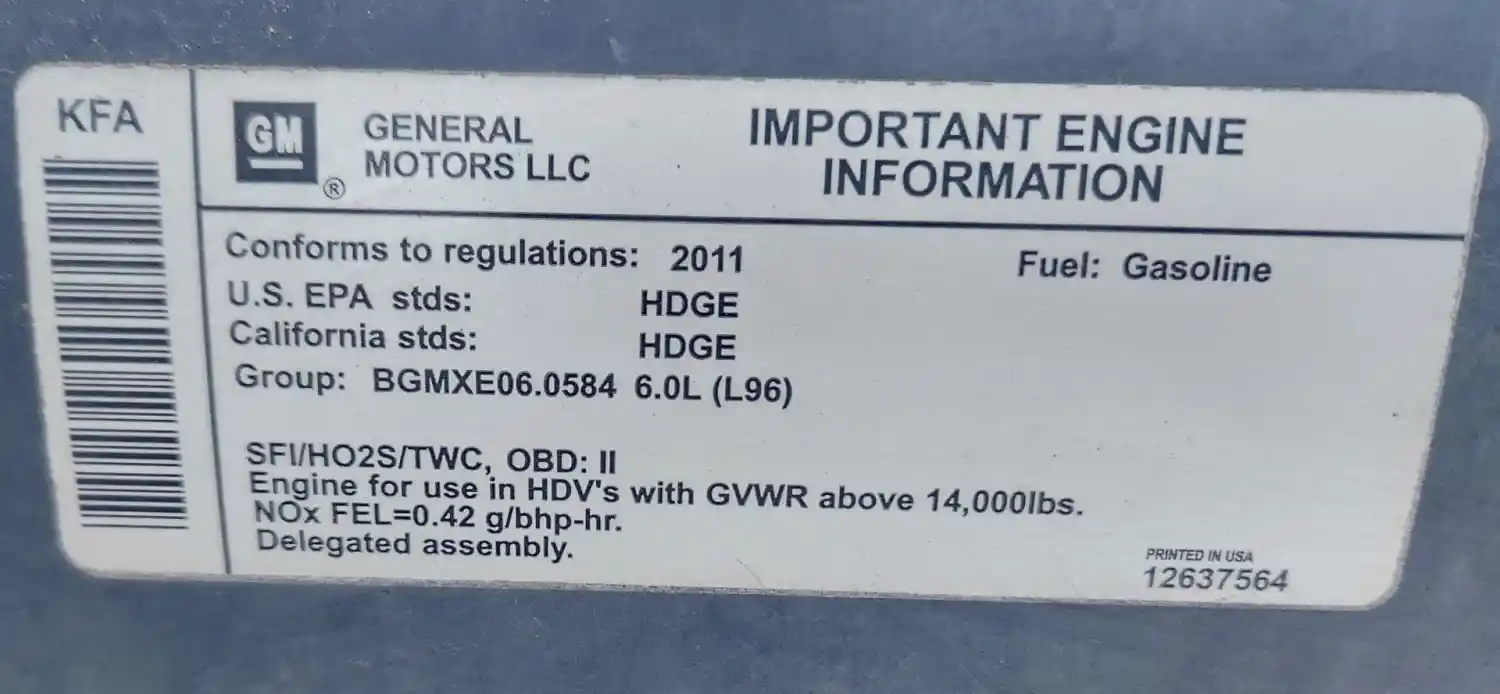 KFA
GM
®
GENERAL
MOTORS LLC
IMPORTANT ENGINE
INFORMATION
Conforms to regulations: 2011
Fuel: Gasoline
U.S. EPA stds: HDGE
California stds: HDGE
Group: BGMXE06.0584 6.0L (L96)
SFI/HO2S/TWC, OBD: II
Engine for use in HDV's with GVWR above 14,000lbs.
NOx FEL=0.42 g/bhp-hr.
Delegated assembly.
PRINTED IN USA
12637564